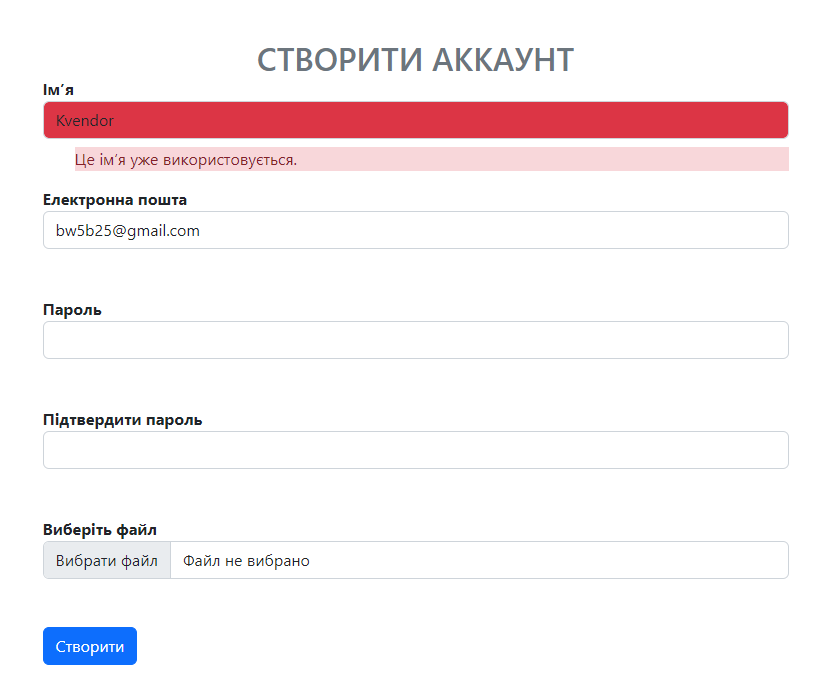 СТВОРИТИ АККАУНТ
Ім´я
Kvendor
Це ім´я уже використовується.
Електронна пошта
bw5b25@gmail.com
Пароль
Підтвердити пароль
Виберіть файл
Вибрати файл Файл не вибрано
Створити